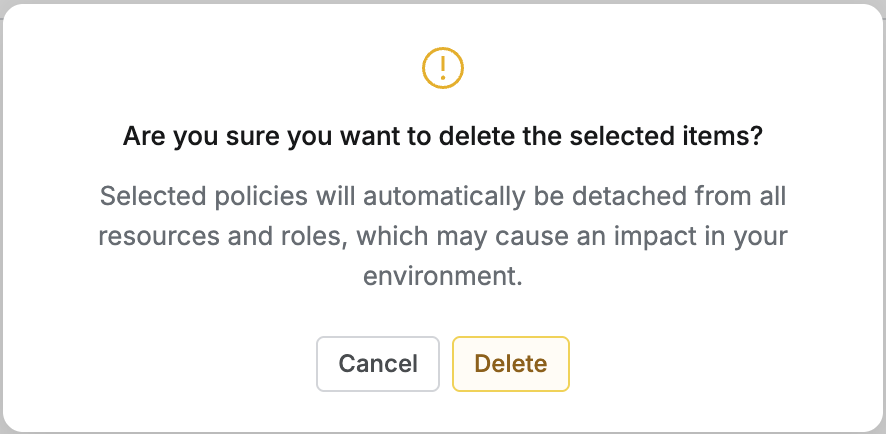 Are you sure you want to delete the selected items?
Selected policies will automatically be detached from all
resources and roles, which may cause an impact in your
environment.
Cancel
Delete